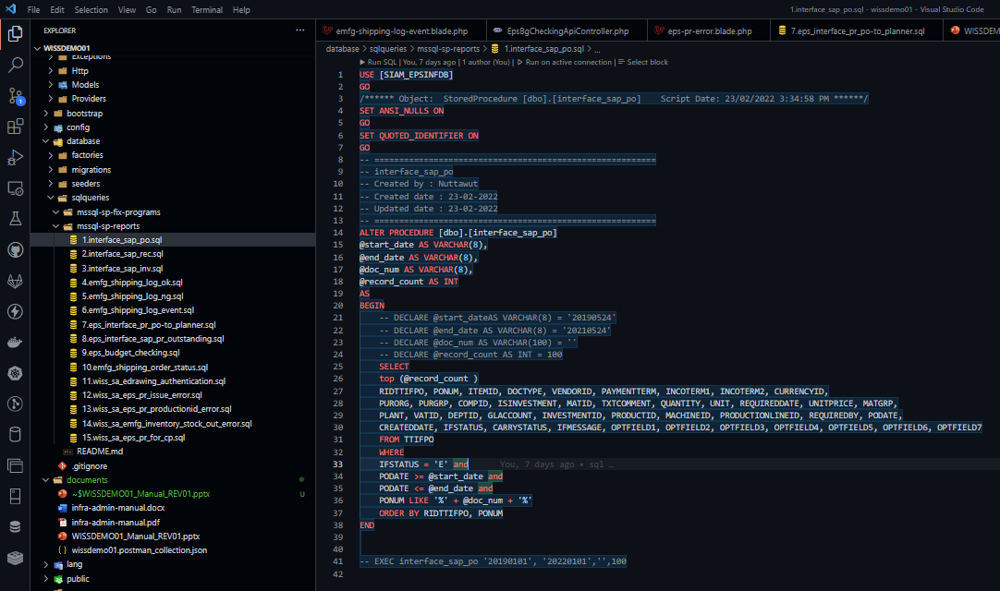 File Edit Selection View Go Run Terminal Help
1.interface_sap_po.sql - wissdemo01 - Visual Studio Code
EXPLORER ...
WISSDEMO01
Exceptions
Http
Models
Providers
bootstrap
config
database
factories
migrations
seeders
sqlqueries
mssql-sp-fix-programs
mssql-sp-reports
1.interface_sap_po.sql
2.interface_sap_rec.sql
3.interface_sap_inv.sql
4.emfg_shipping_log_ok.sql
5.emfg_shipping_log_ng.sql
6.emfg_shipping_log_event.sql
7.eps_interface_pr_po-to_planner.sql
8.eps_interface_sap_pr_outstanding.sql
9.eps_budget_checking.sql
10.emfg_shipping_order_status.sql
11.wiss_sa_edrawing_authentication.sql
12.wiss_sa_eps_pr_issue_error.sql
13.wiss_sa_eps_pr_productionid_error.sql
14.wiss_sa_emfg_inventory_stock_out_error.sql
15.wiss_sa_eps_pr_for_cp.sql
README.md
.gitignore
documents
~$WISSDEMO01_Manual_REV01.pptx U
infra-admin-manual.docx
infra-admin-manual.pdf
WISSDEMO01_Manual_REV01.pptx
{} wissdemo01.postman_collection.json
lang
public
1
emfg-shipping-log-event.blade.php EpsBgCheckingApiController.php eps-pr-error.blade.php 7.eps_interface_pr_po-to_planner.sql WISSDEM
database > sqlqueries > mssql-sp-reports > 1.interface_sap_po.sql > ...
Run SQL | You, 7 days ago | 1 author (You) | Run on active connection | Select block
1 USE [SIAM_EPSINFDB]
2 GO
3 /****** Object:  StoredProcedure [dbo].[interface_sap_po]    Script Date: 23/02/2022 3:34:58 PM ******/
4 SET ANSI_NULLS ON
5 GO
6 SET QUOTED_IDENTIFIER ON
7 GO
8 -- =======================================================
9 -- interface_sap_po
10 -- Created by : Nuttawut
11 -- Created date : 23-02-2022
12 -- Updated date : 23-02-2022
13 -- =======================================================
14 ALTER PROCEDURE [dbo].[interface_sap_po]
15 @start_date AS VARCHAR(8),
16 @end_date AS VARCHAR(8),
17 @doc_num AS VARCHAR(8),
18 @record_count AS INT
19 AS
20 BEGIN
21 -- DECLARE @start_dateAS VARCHAR(8) = '20190524'
22 -- DECLARE @end_date AS VARCHAR(8) = '20210524'
23 -- DECLARE @doc_num AS VARCHAR(100) = ''
24 -- DECLARE @record_count AS INT = 100
25 SELECT
26 top (@record_count )
27 RIDTTIFPO, PONUM, ITEMID, DOCTYPE, VENDORID, PAYMENTTERM, INCOTERM1, INCOTERM2, CURRENCYID,
28 PURORG, PURGRP, COMPID, ISINVESTMENT, MATID, TXTCOMMENT, QUANTITY, UNIT, REQUIREDDATE, UNITPRICE, MATGRP,
29 PLANT, VATID, DEPTID, GLACCOUNT, INVESTMENTID, PRODUCTID, MACHINEID, PRODUCTIONLINEID, REQUIREDBY, PODATE,
30 CREATEDDATE, IFSTATUS, CARRYSTATUS, IFMESSAGE, OPTFIELD1, OPTFIELD2, OPTFIELD3, OPTFIELD4, OPTFIELD5, OPTFIELD6, OPTFIELD7
31 FROM TTIFPO
32 WHERE
33 IFSTATUS = 'E' and You, 7 days ago • sql …
34 PODATE >= @start_date and
35 PODATE <= @end_date and
36 PONUM LIKE '%' + @doc_num + '%'
37 ORDER BY RIDTTIFPO, PONUM
38 END
39
40
41 -- EXEC interface_sap_po '20190101', '20220101','',100
42